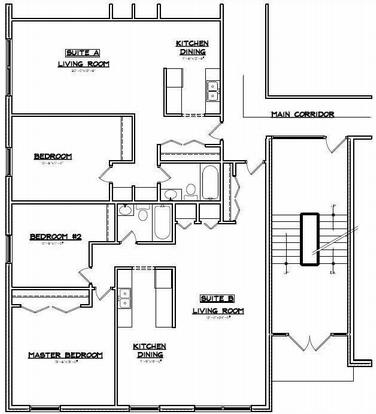 SUITE A
LIVING ROOM
KITCHEN
DINING
MAIN CORRIDOR
BEDROOM
BEDROOM #2
SUITE B
LIVING ROOM
KITCHEN
DINING
MASTER BEDROOM